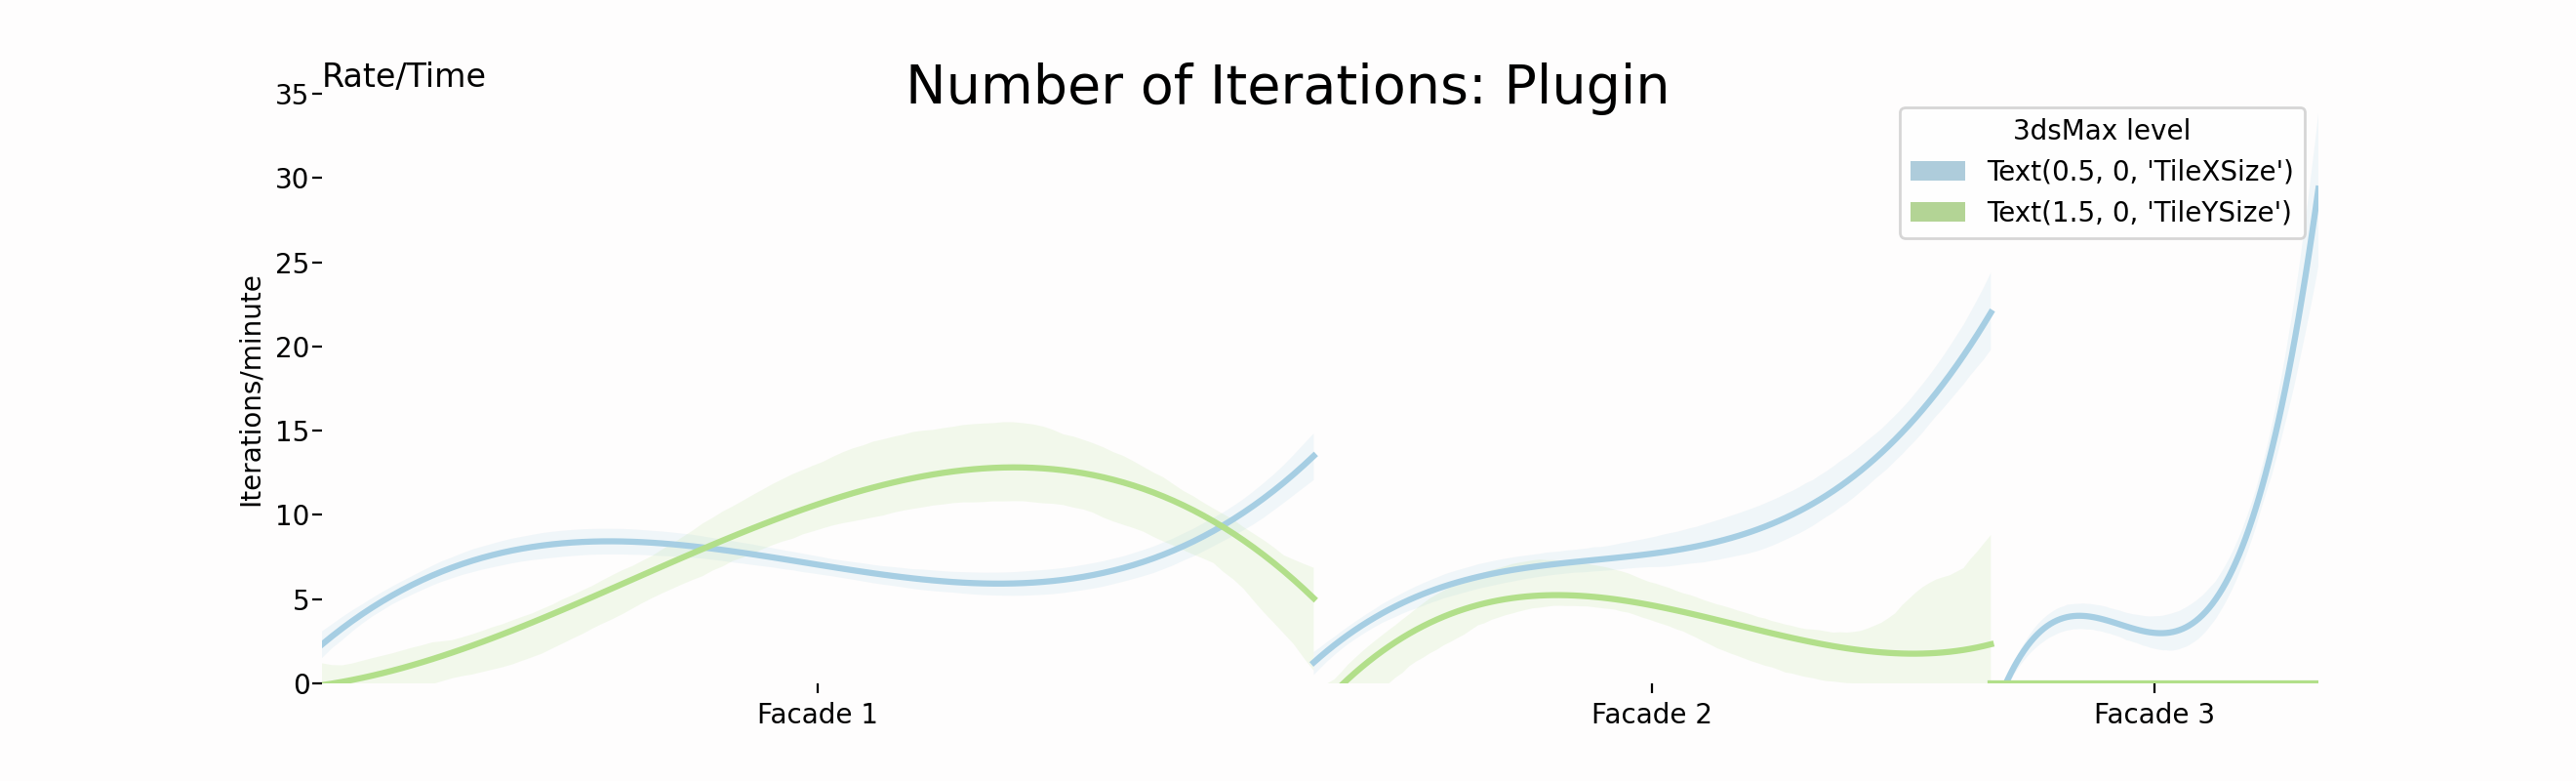 Rate/Time
Number of Iterations: Plugin
35
30
25
20
15
10
5
0
Iterations/minute
3dsMax level
Text(0.5, 0, 'TileXSize')
Text(1.5, 0, 'TileYSize')
Facade 1
Facade 2
Facade 3